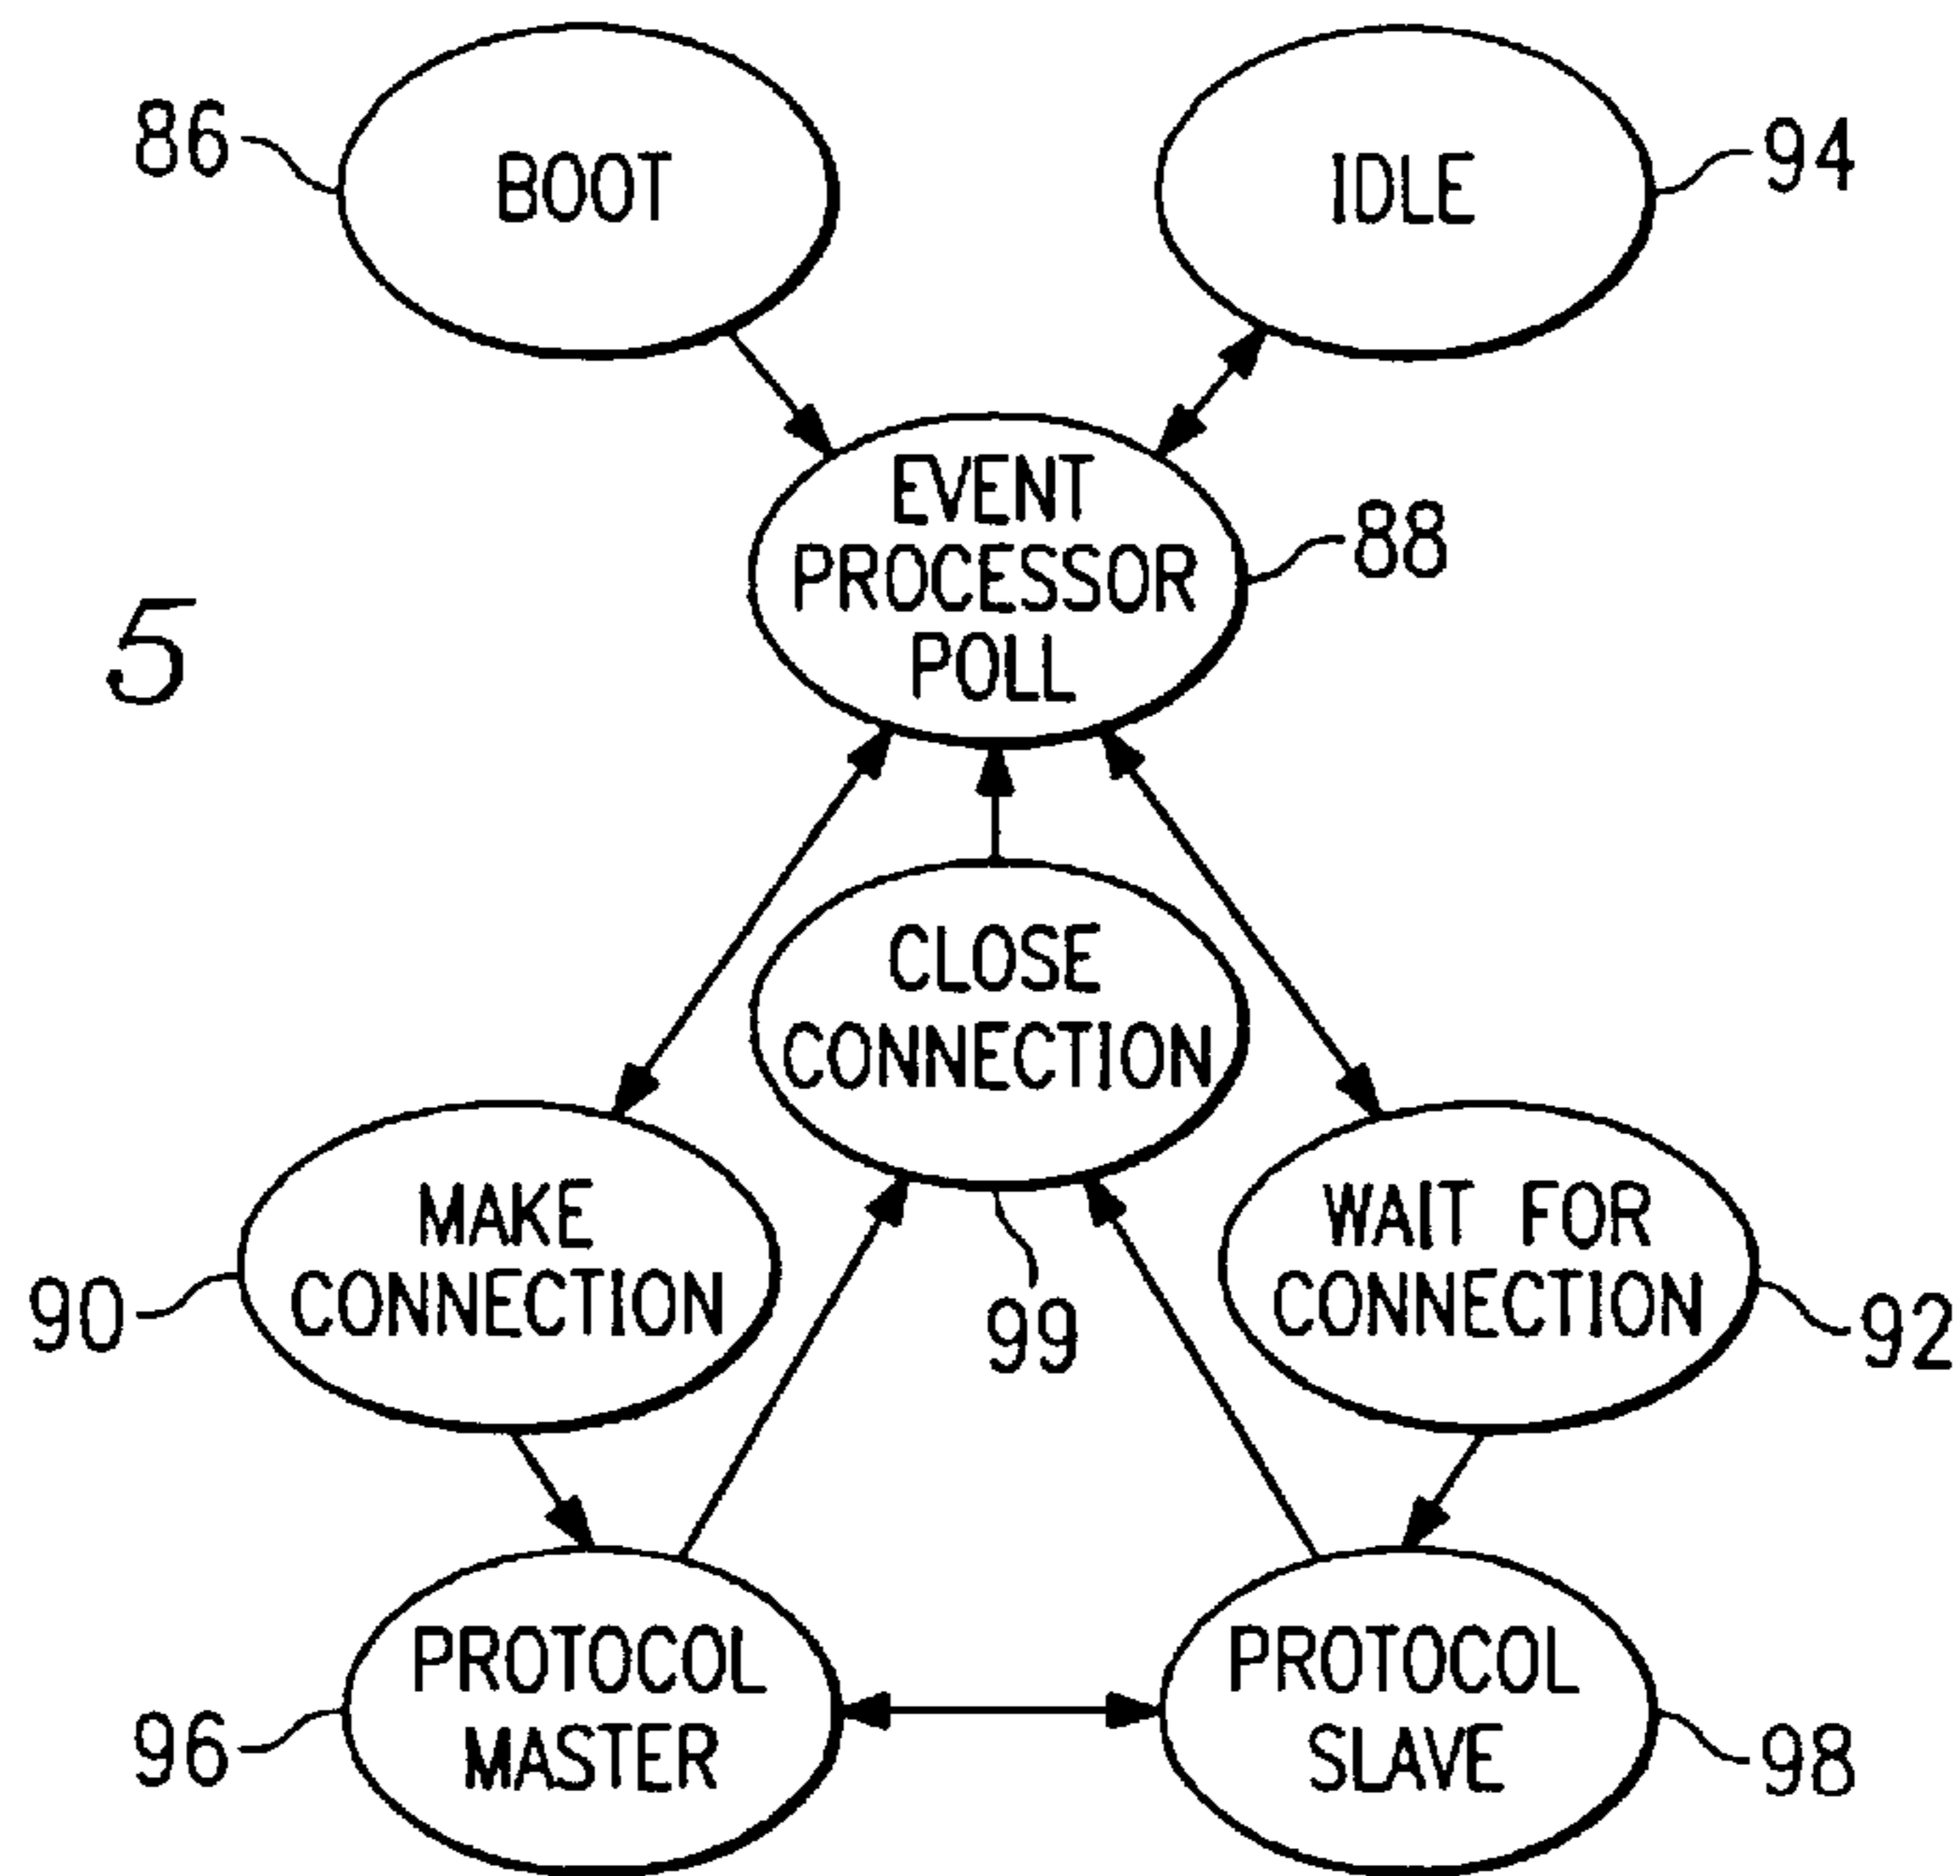 86
BOOT
IDLE
94
EVENT
PROCESSOR
POLL
88
5
CLOSE
CONNECTION
99
MAKE
CONNECTION
90
WAIT FOR
CONNECTION
92
PROTOCOL
MASTER
96
PROTOCOL
SLAVE
98